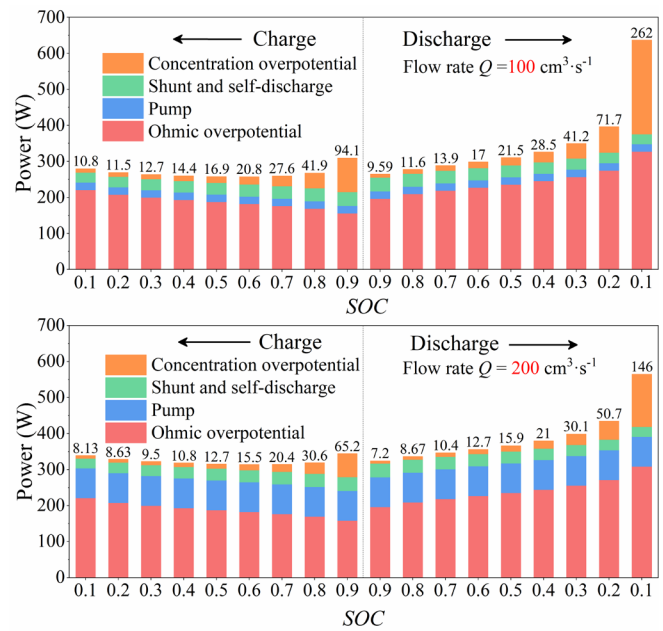 700
600
500
400
300
200
100
0
Power (W)
Charge
Discharge
Concentration overpotential
Shunt and self-discharge
Pump
Ohmic overpotential
Flow rate Q =100 cm³·s⁻¹
10.8 11.5 12.7 14.4 16.9 20.8 27.6 41.9 94.1 9.59 11.6 13.9 17 21.5 28.5 41.2 71.7 262
0.1 0.2 0.3 0.4 0.5 0.6 0.7 0.8 0.9 0.9 0.8 0.7 0.6 0.5 0.4 0.3 0.2 0.1
SOC
700
600
500
400
300
200
100
0
Power (W)
Charge
Discharge
Concentration overpotential
Shunt and self-discharge
Pump
Ohmic overpotential
Flow rate Q = 200 cm³·s⁻¹
8.13 8.63 9.5 10.8 12.7 15.5 20.4 30.6 65.2 7.2 8.67 10.4 12.7 15.9 21 30.1 50.7 146
0.1 0.2 0.3 0.4 0.5 0.6 0.7 0.8 0.9 0.9 0.8 0.7 0.6 0.5 0.4 0.3 0.2 0.1
SOC